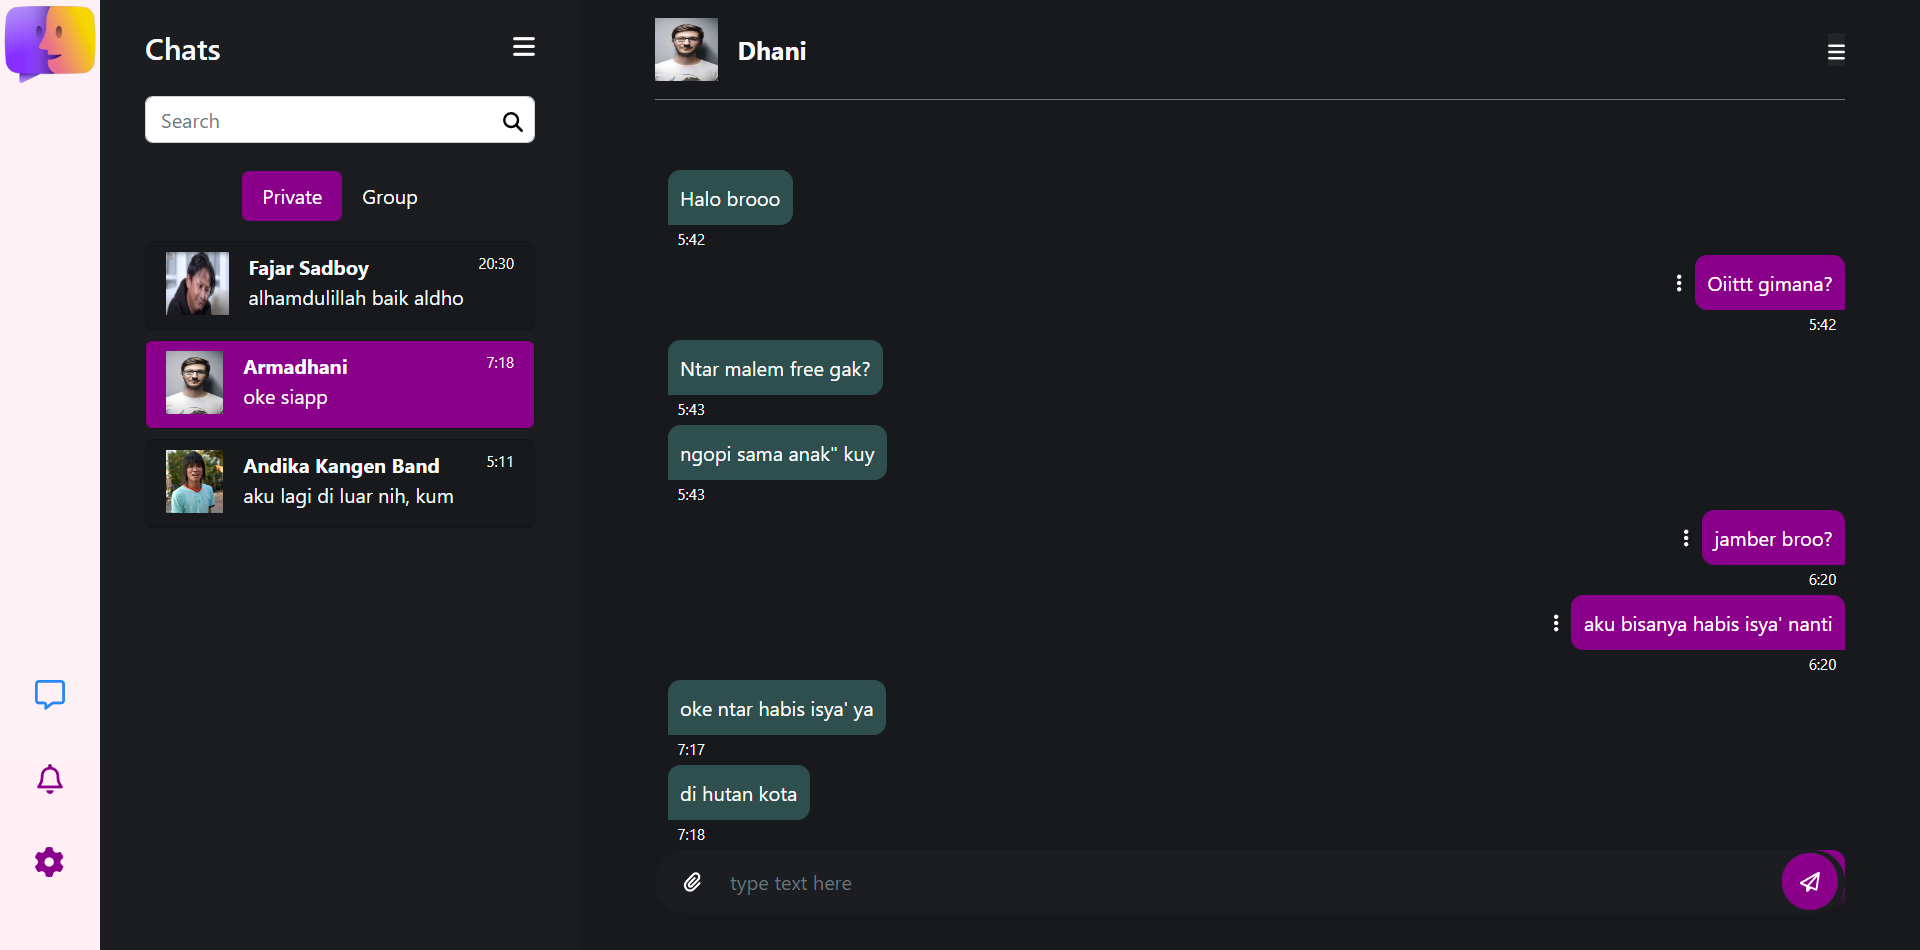 Chats
Search
Private
Group
Fajar Sadboy
20:30
alhamdulillah baik aldho
Armadhani
7:18
oke siapp
Andika Kangen Band
5:11
aku lagi di luar nih, kum
Dhani
Halo brooo
5:42
Oiittt gimana?
5:42
Ntar malem free gak?
5:43
ngopi sama anak" kuy
5:43
jamber broo?
6:20
aku bisanya habis isya' nanti
6:20
oke ntar habis isya' ya
7:17
di hutan kota
7:18
type text here